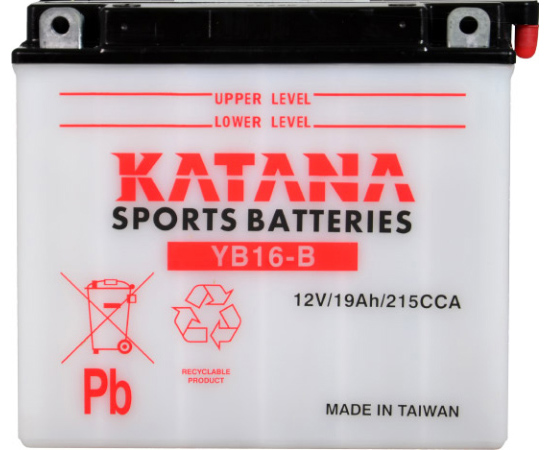 UPPER LEVEL
LOWER LEVEL
KATANA
SPORTS BATTERIES
YB16-B
12V/19Ah/215CCA
RECYCLABLE
PRODUCT
Pb
MADE IN TAIWAN